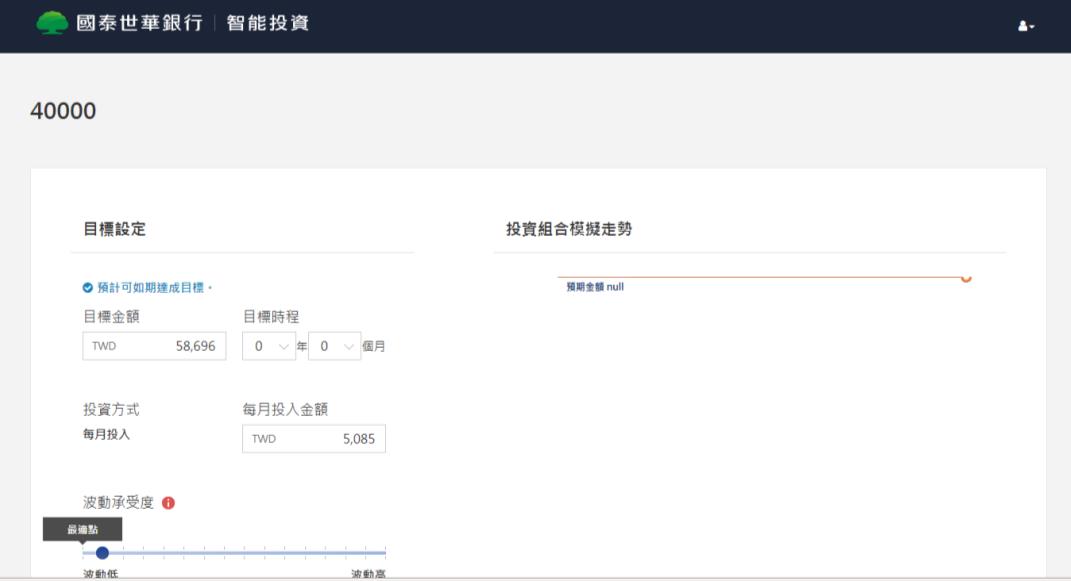 國泰世華銀行 | 智能投資
40000
目標設定
預計可如期達成目標。
目標金額 目標時程
TWD 58,696 0 年 0 個月
投資方式 每月投入金額
每月投入 TWD 5,085
波動承受度
最適點
波動低 波動高
投資組合模擬走勢
預期金額 null